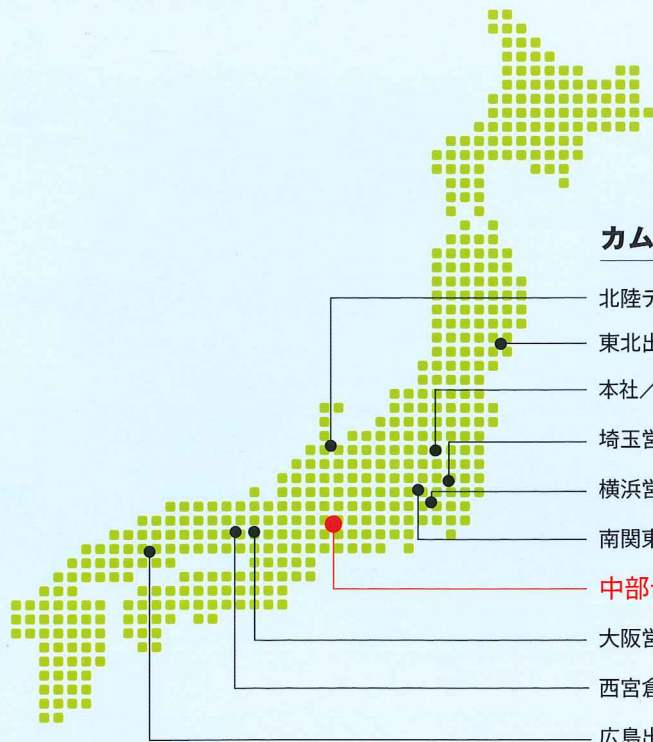 カム
北陸テ
東北出
本社／
埼玉営
横浜営
南関東
中部
大阪営
西宮倉
広島出